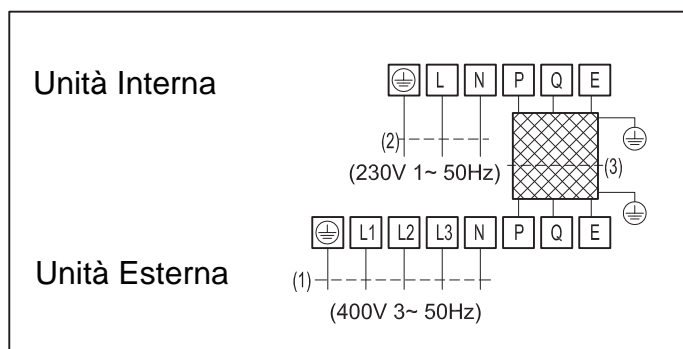 Unità Interna
L N P Q E
(2)
(230V 1~ 50Hz)
(3)
L1 L2 L3 N P Q E
Unità Esterna
(1)
(400V 3~ 50Hz)